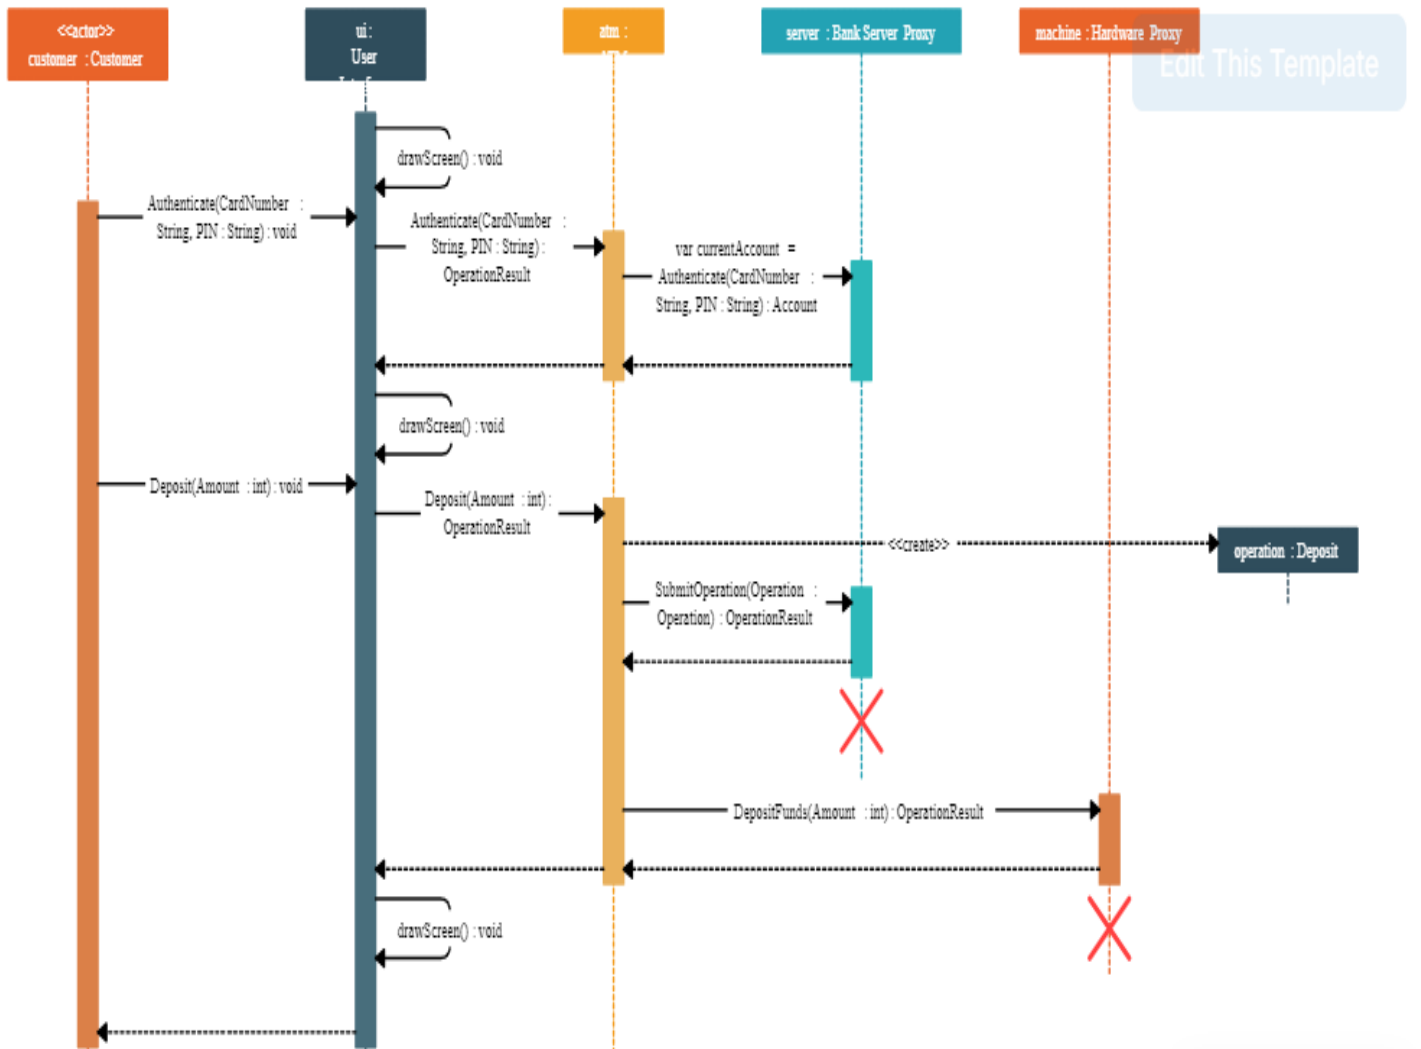 <<actor>>
customer : Customer
ui :
User
atm :
server : Bank Server Proxy
machine : Hardware Proxy
Edit This Template
drawScreen() : void
Authenticate(CardNumber :
String, PIN : String) : void
Authenticate(CardNumber :
String, PIN : String) :
OperationResult
var currentAccount =
Authenticate(CardNumber :
String, PIN : String) : Account
drawScreen() : void
Deposit(Amount : int) : void
Deposit(Amount : int) :
OperationResult
<<create>>
operation : Deposit
SubmitOperation(Operation :
Operation) : OperationResult
DepositFunds(Amount : int) : OperationResult
drawScreen() : void